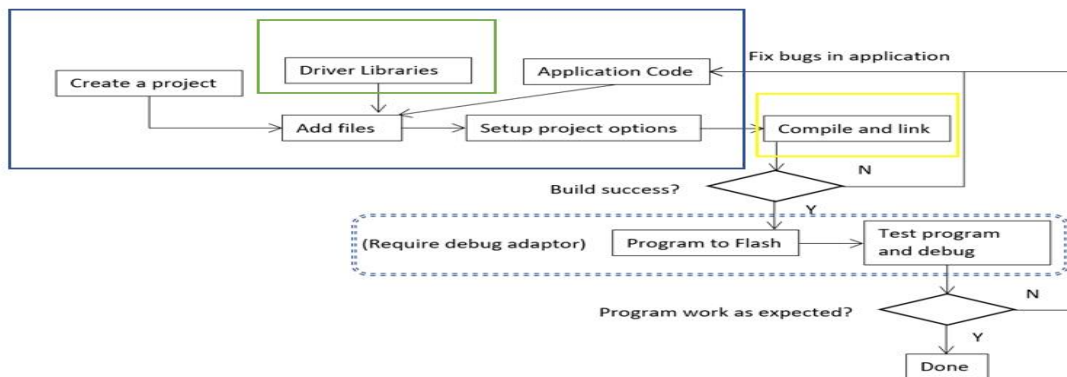 Fix bugs in application
Driver Libraries
Application Code
Create a project
Add files
Setup project options
Compile and link
N
Build success?
Y
(Require debug adaptor)
Program to Flash
Test program
and debug
N
Program work as expected?
Y
Done